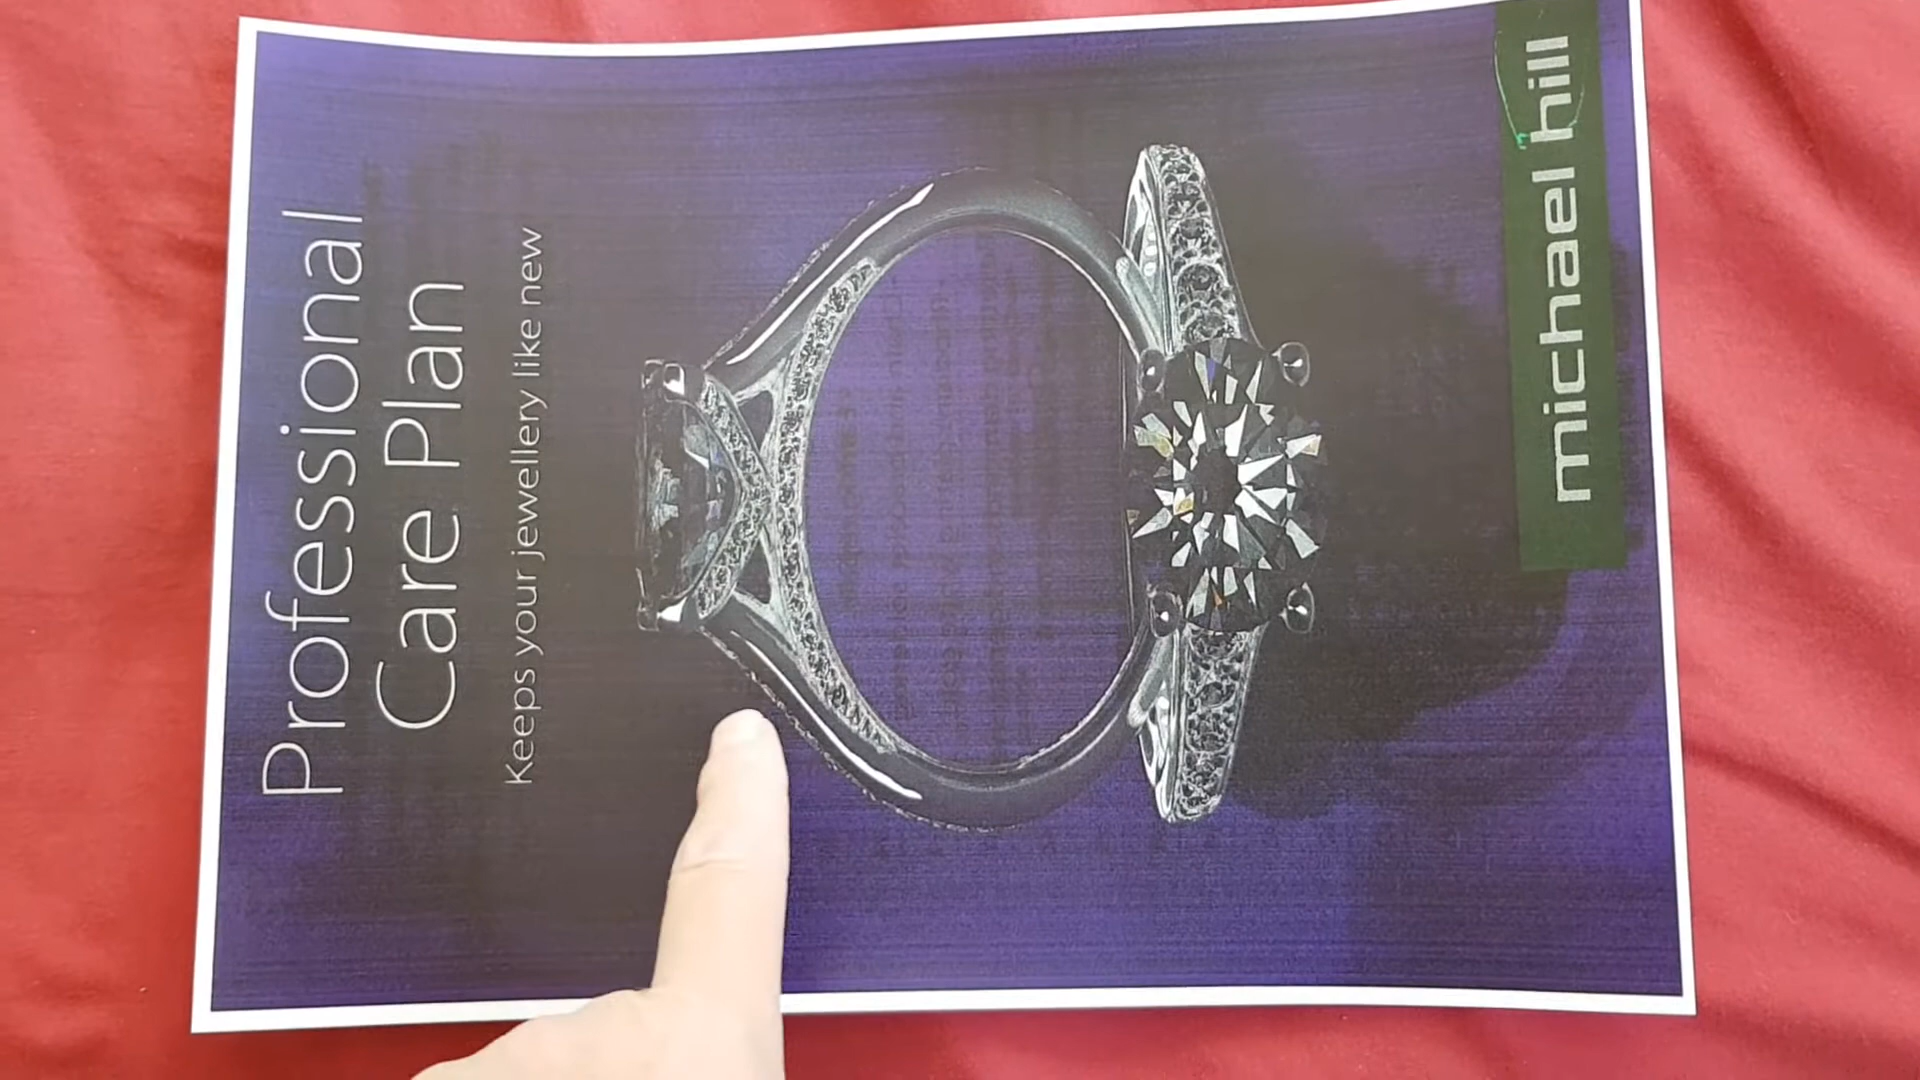 Professional
Care Plan
Keeps your jewellery like new
michael hill